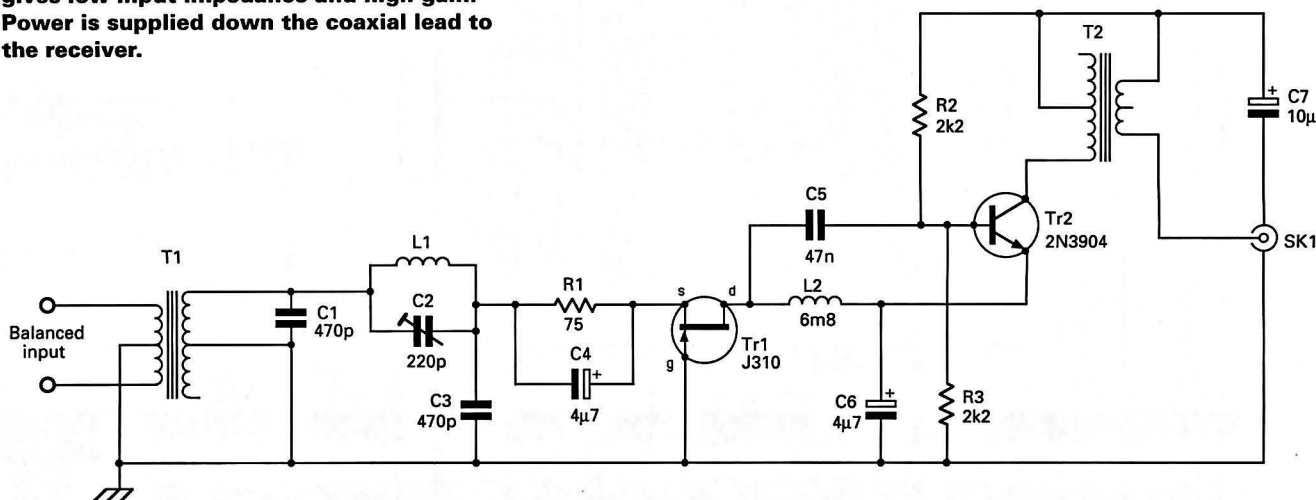 gives low input impedance and high gain.
Power is supplied down the coaxial lead to
the receiver.
T2
C7
10μ
+
R2
2k2
C5
47n
Tr2
2N3904
SK1
T1
L1
C1
470p
C2
220p
R1
75
s
d
L2
6m8
Balanced
input
C4
+
4μ7
g
Tr1
J310
C3
470p
C6
+
4μ7
R3
2k2